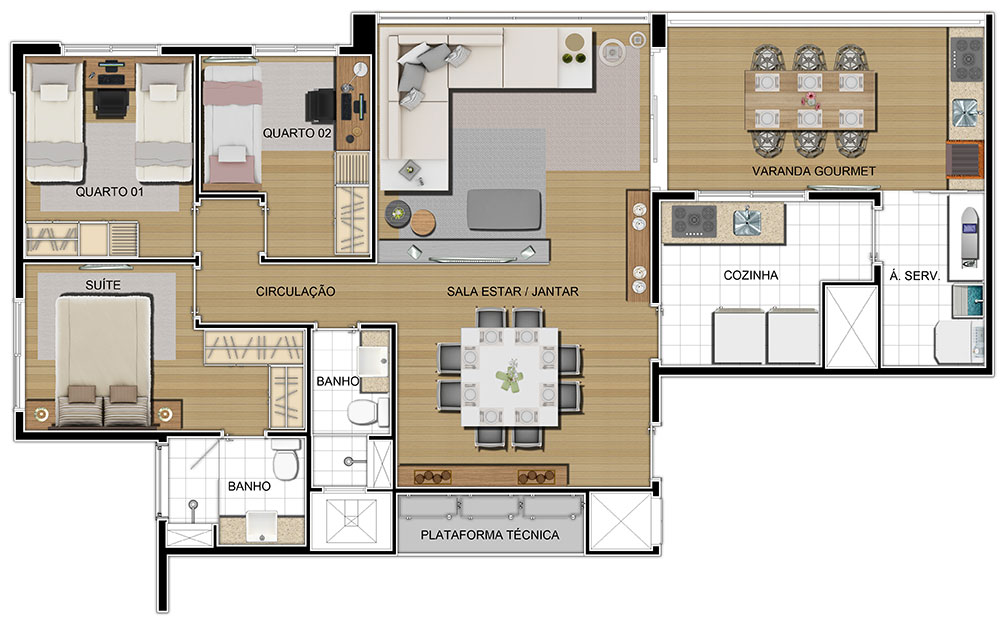 QUARTO 01
QUARTO 02
VARANDA GOURMET
SUÍTE
CIRCULAÇÃO
SALA ESTAR / JANTAR
COZINHA
Á. SERV.
BANHO
BANHO
PLATAFORMA TÉCNICA